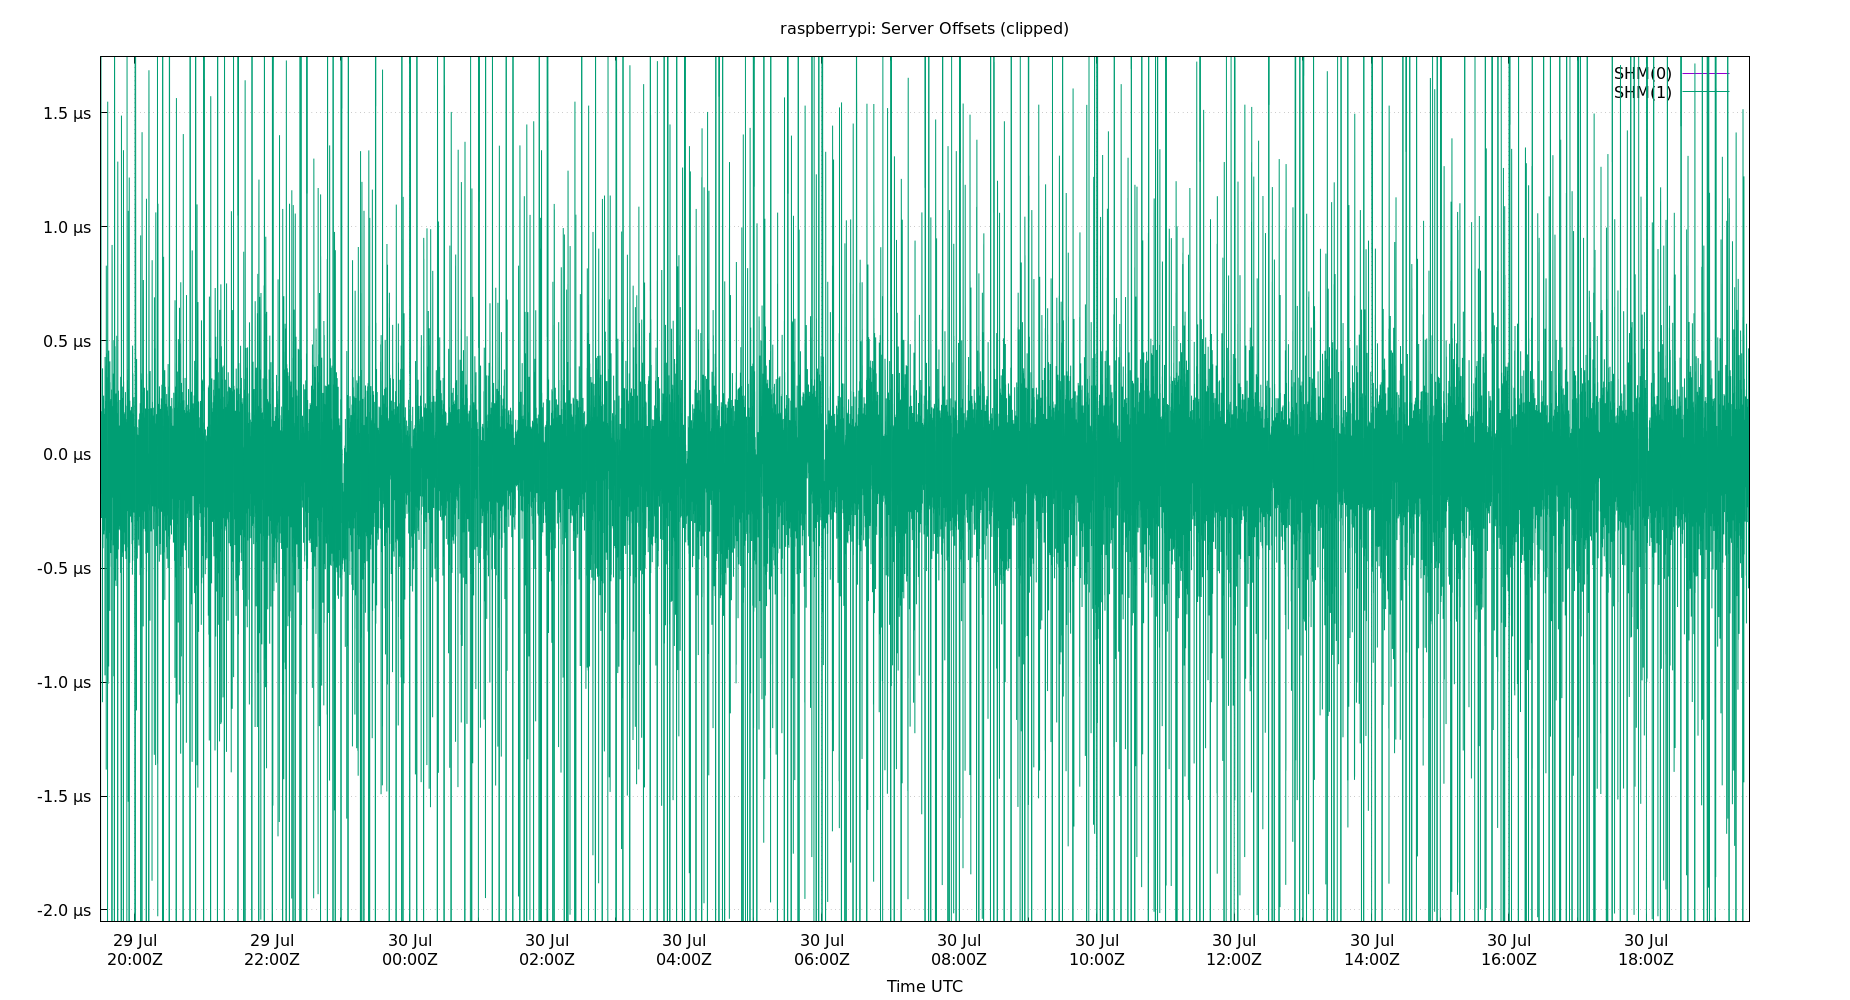 raspberrypi: Server Offsets (clipped)
SHM(0)
SHM(1)
1.5 μs
1.0 μs
0.5 μs
0.0 μs
-0.5 μs
-1.0 μs
-1.5 μs
-2.0 μs
29 Jul 29 Jul 30 Jul 30 Jul 30 Jul 30 Jul 30 Jul 30 Jul 30 Jul 30 Jul 30 Jul 30 Jul
20:00Z 22:00Z 00:00Z 02:00Z 04:00Z 06:00Z 08:00Z 10:00Z 12:00Z 14:00Z 16:00Z 18:00Z
Time UTC